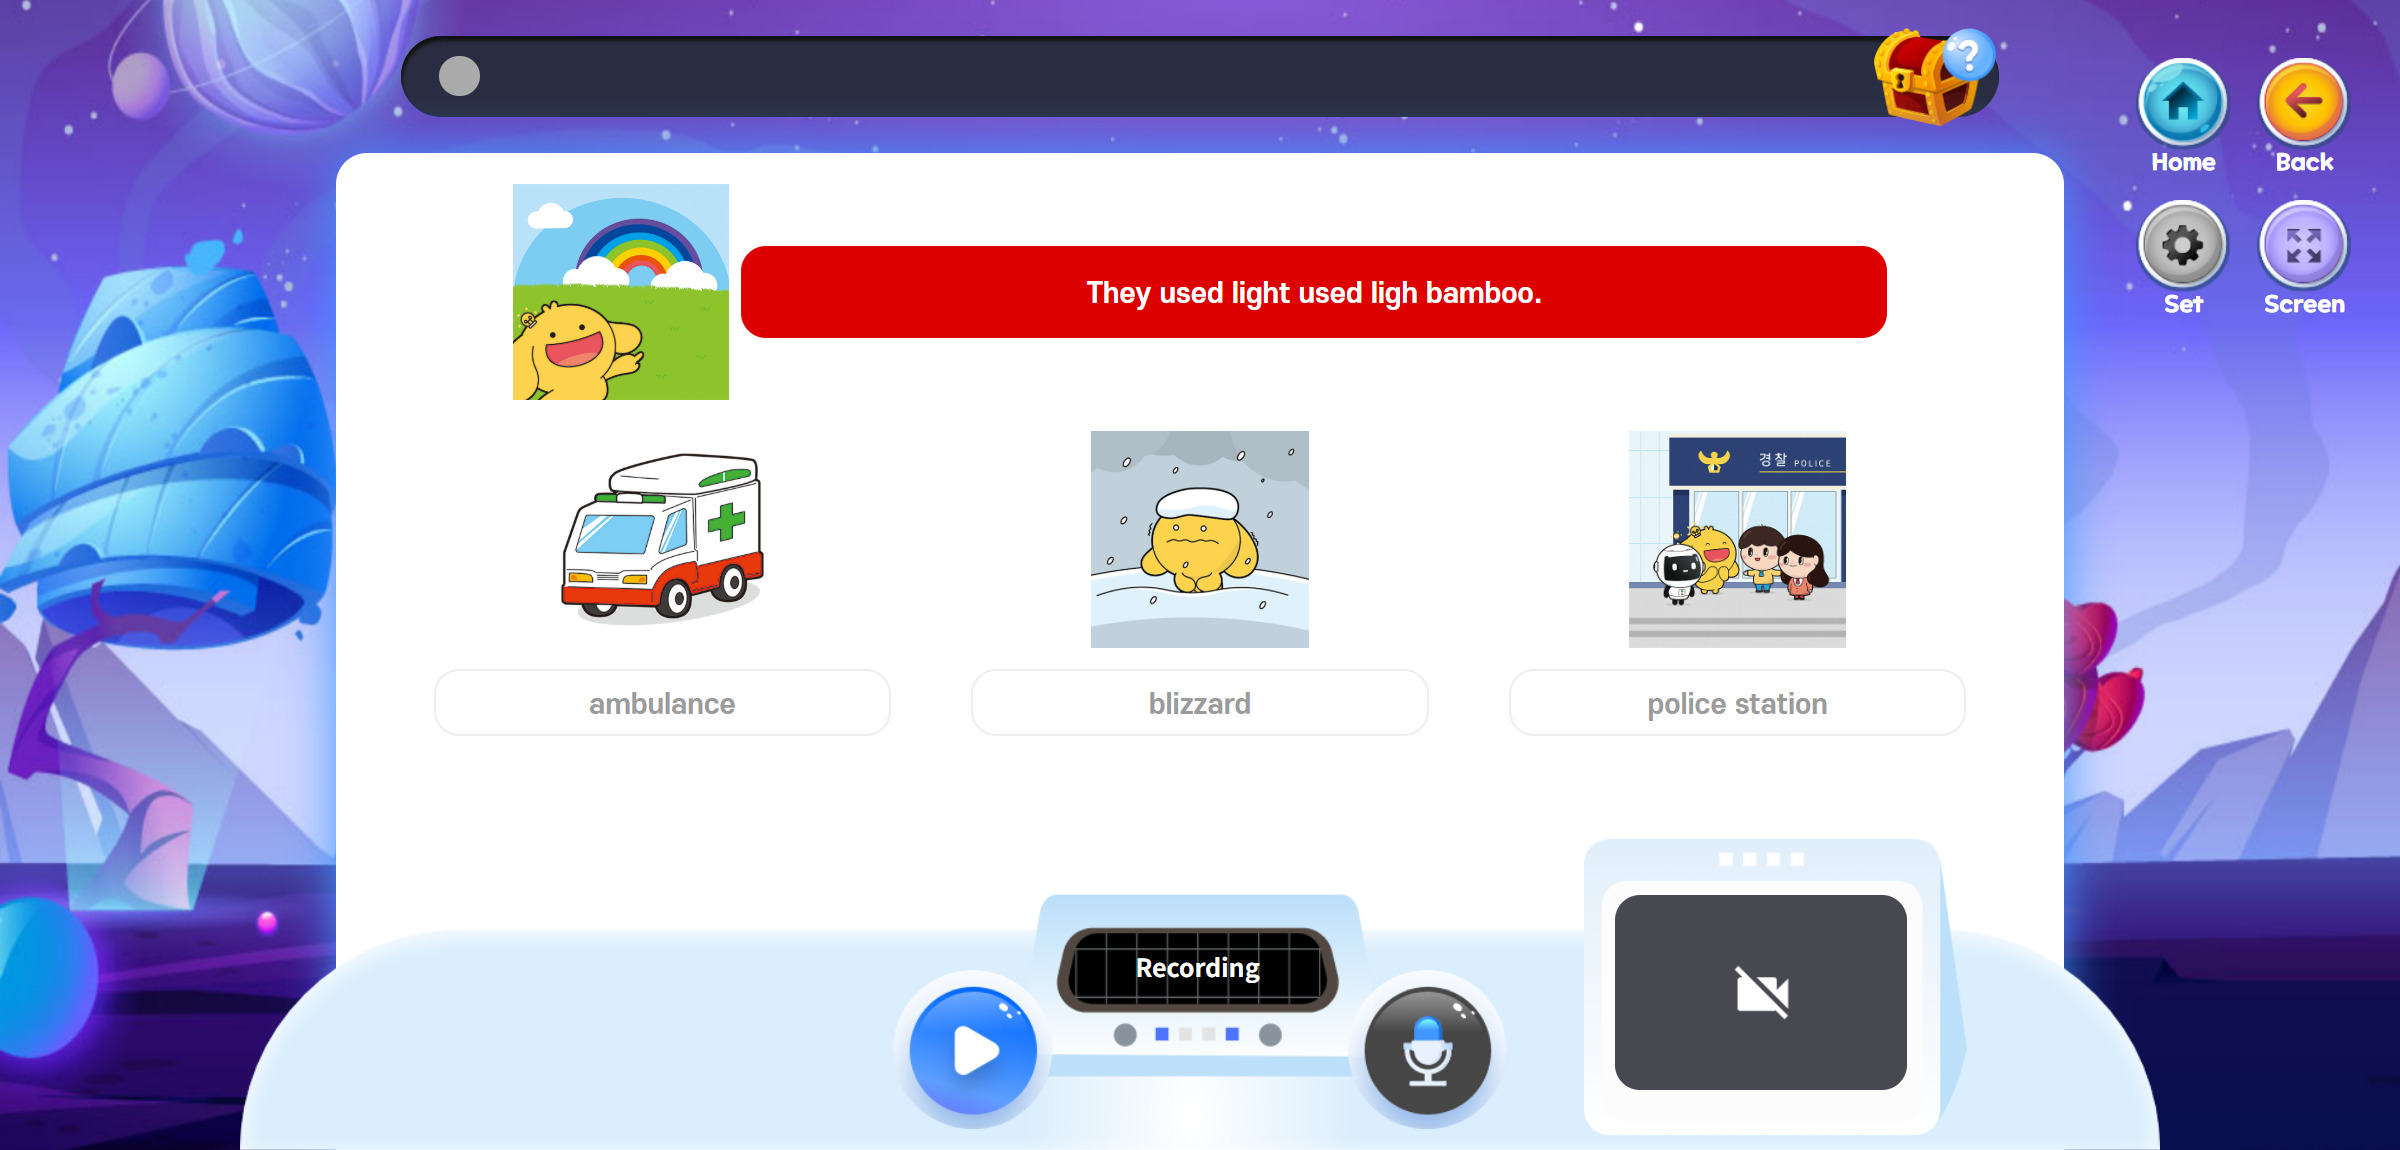 Home
Back
Set
Screen
They used light used ligh bamboo.
경찰 POLICE
ambulance
blizzard
police station
Recording